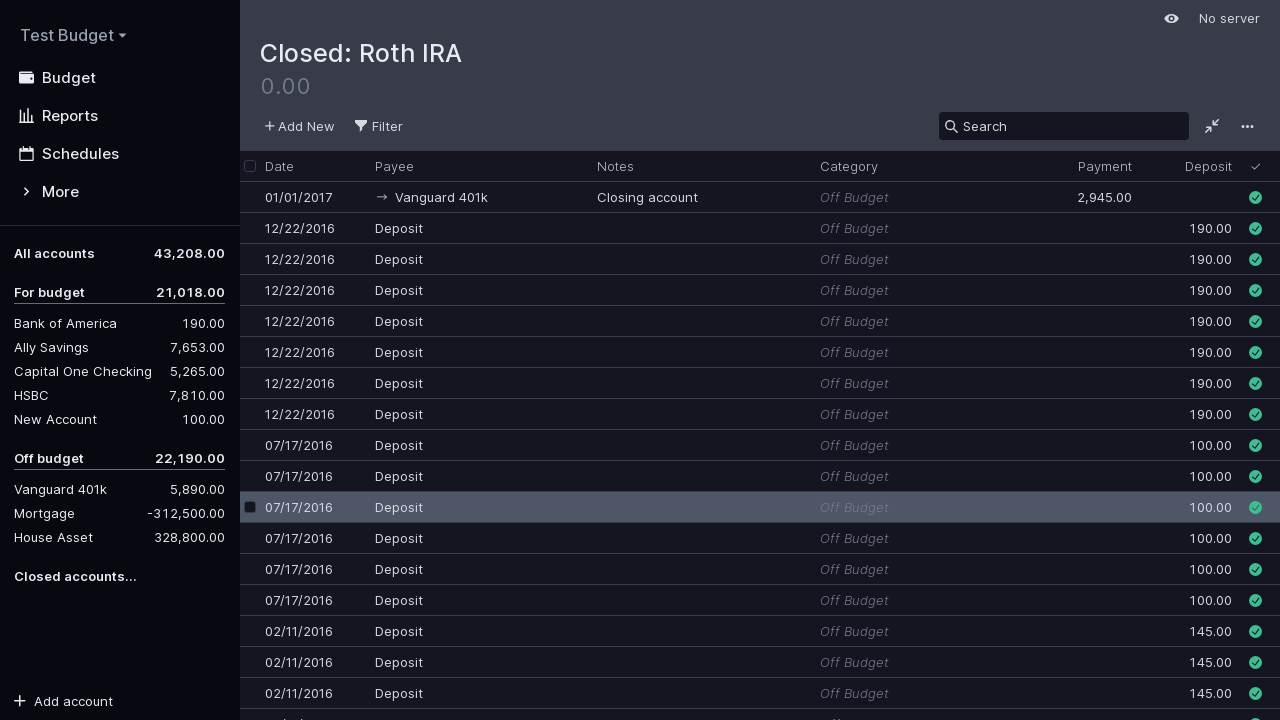 Test Budget
Budget
Reports
Schedules
More
All accounts 43,208.00
For budget 21,018.00
Bank of America 190.00
Ally Savings 7,653.00
Capital One Checking 5,265.00
HSBC 7,810.00
New Account 100.00
Off budget 22,190.00
Vanguard 401k 5,890.00
Mortgage -312,500.00
House Asset 328,800.00
Closed accounts...
Add account
No server
Closed: Roth IRA
0.00
Add New Filter Search
Date Payee Notes Category Payment Deposit
01/01/2017 → Vanguard 401k Closing account Off Budget 2,945.00
12/22/2016 Deposit Off Budget 190.00
12/22/2016 Deposit Off Budget 190.00
12/22/2016 Deposit Off Budget 190.00
12/22/2016 Deposit Off Budget 190.00
12/22/2016 Deposit Off Budget 190.00
12/22/2016 Deposit Off Budget 190.00
12/22/2016 Deposit Off Budget 190.00
07/17/2016 Deposit Off Budget 100.00
07/17/2016 Deposit Off Budget 100.00
07/17/2016 Deposit Off Budget 100.00
07/17/2016 Deposit Off Budget 100.00
07/17/2016 Deposit Off Budget 100.00
07/17/2016 Deposit Off Budget 100.00
02/11/2016 Deposit Off Budget 145.00
02/11/2016 Deposit Off Budget 145.00
02/11/2016 Deposit Off Budget 145.00